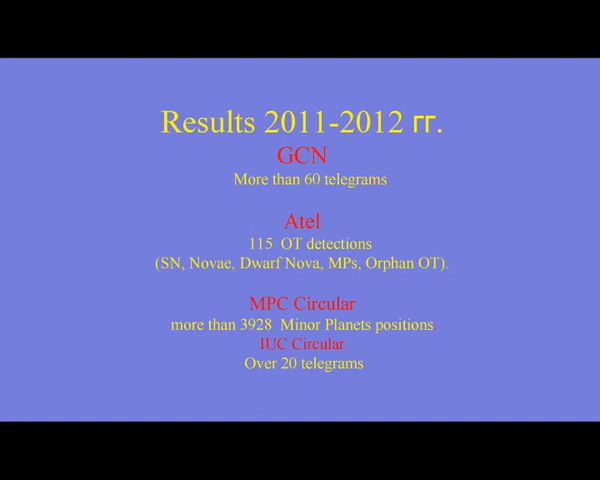 Results 2011-2012 гг.
GCN
More than 60 telegrams
Atel
115 OT detections
(SN, Novae, Dwarf Nova, MPs, Orphan OT).
MPC Circular
more than 3928 Minor Planets positions
IUC Circular
Over 20 telegrams